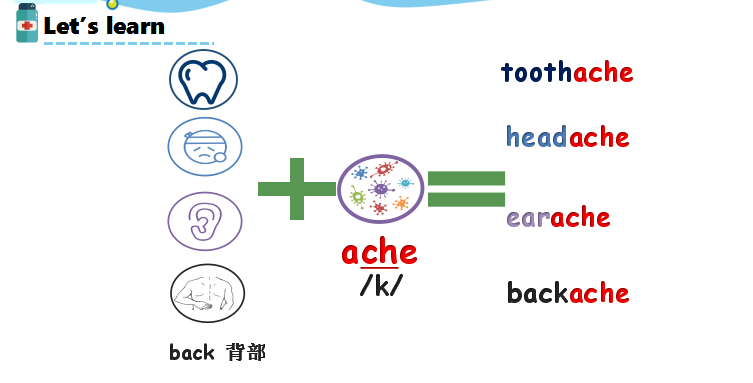 Let's learn
toothache
headache
earache
ache
/k/
backache
back 背部